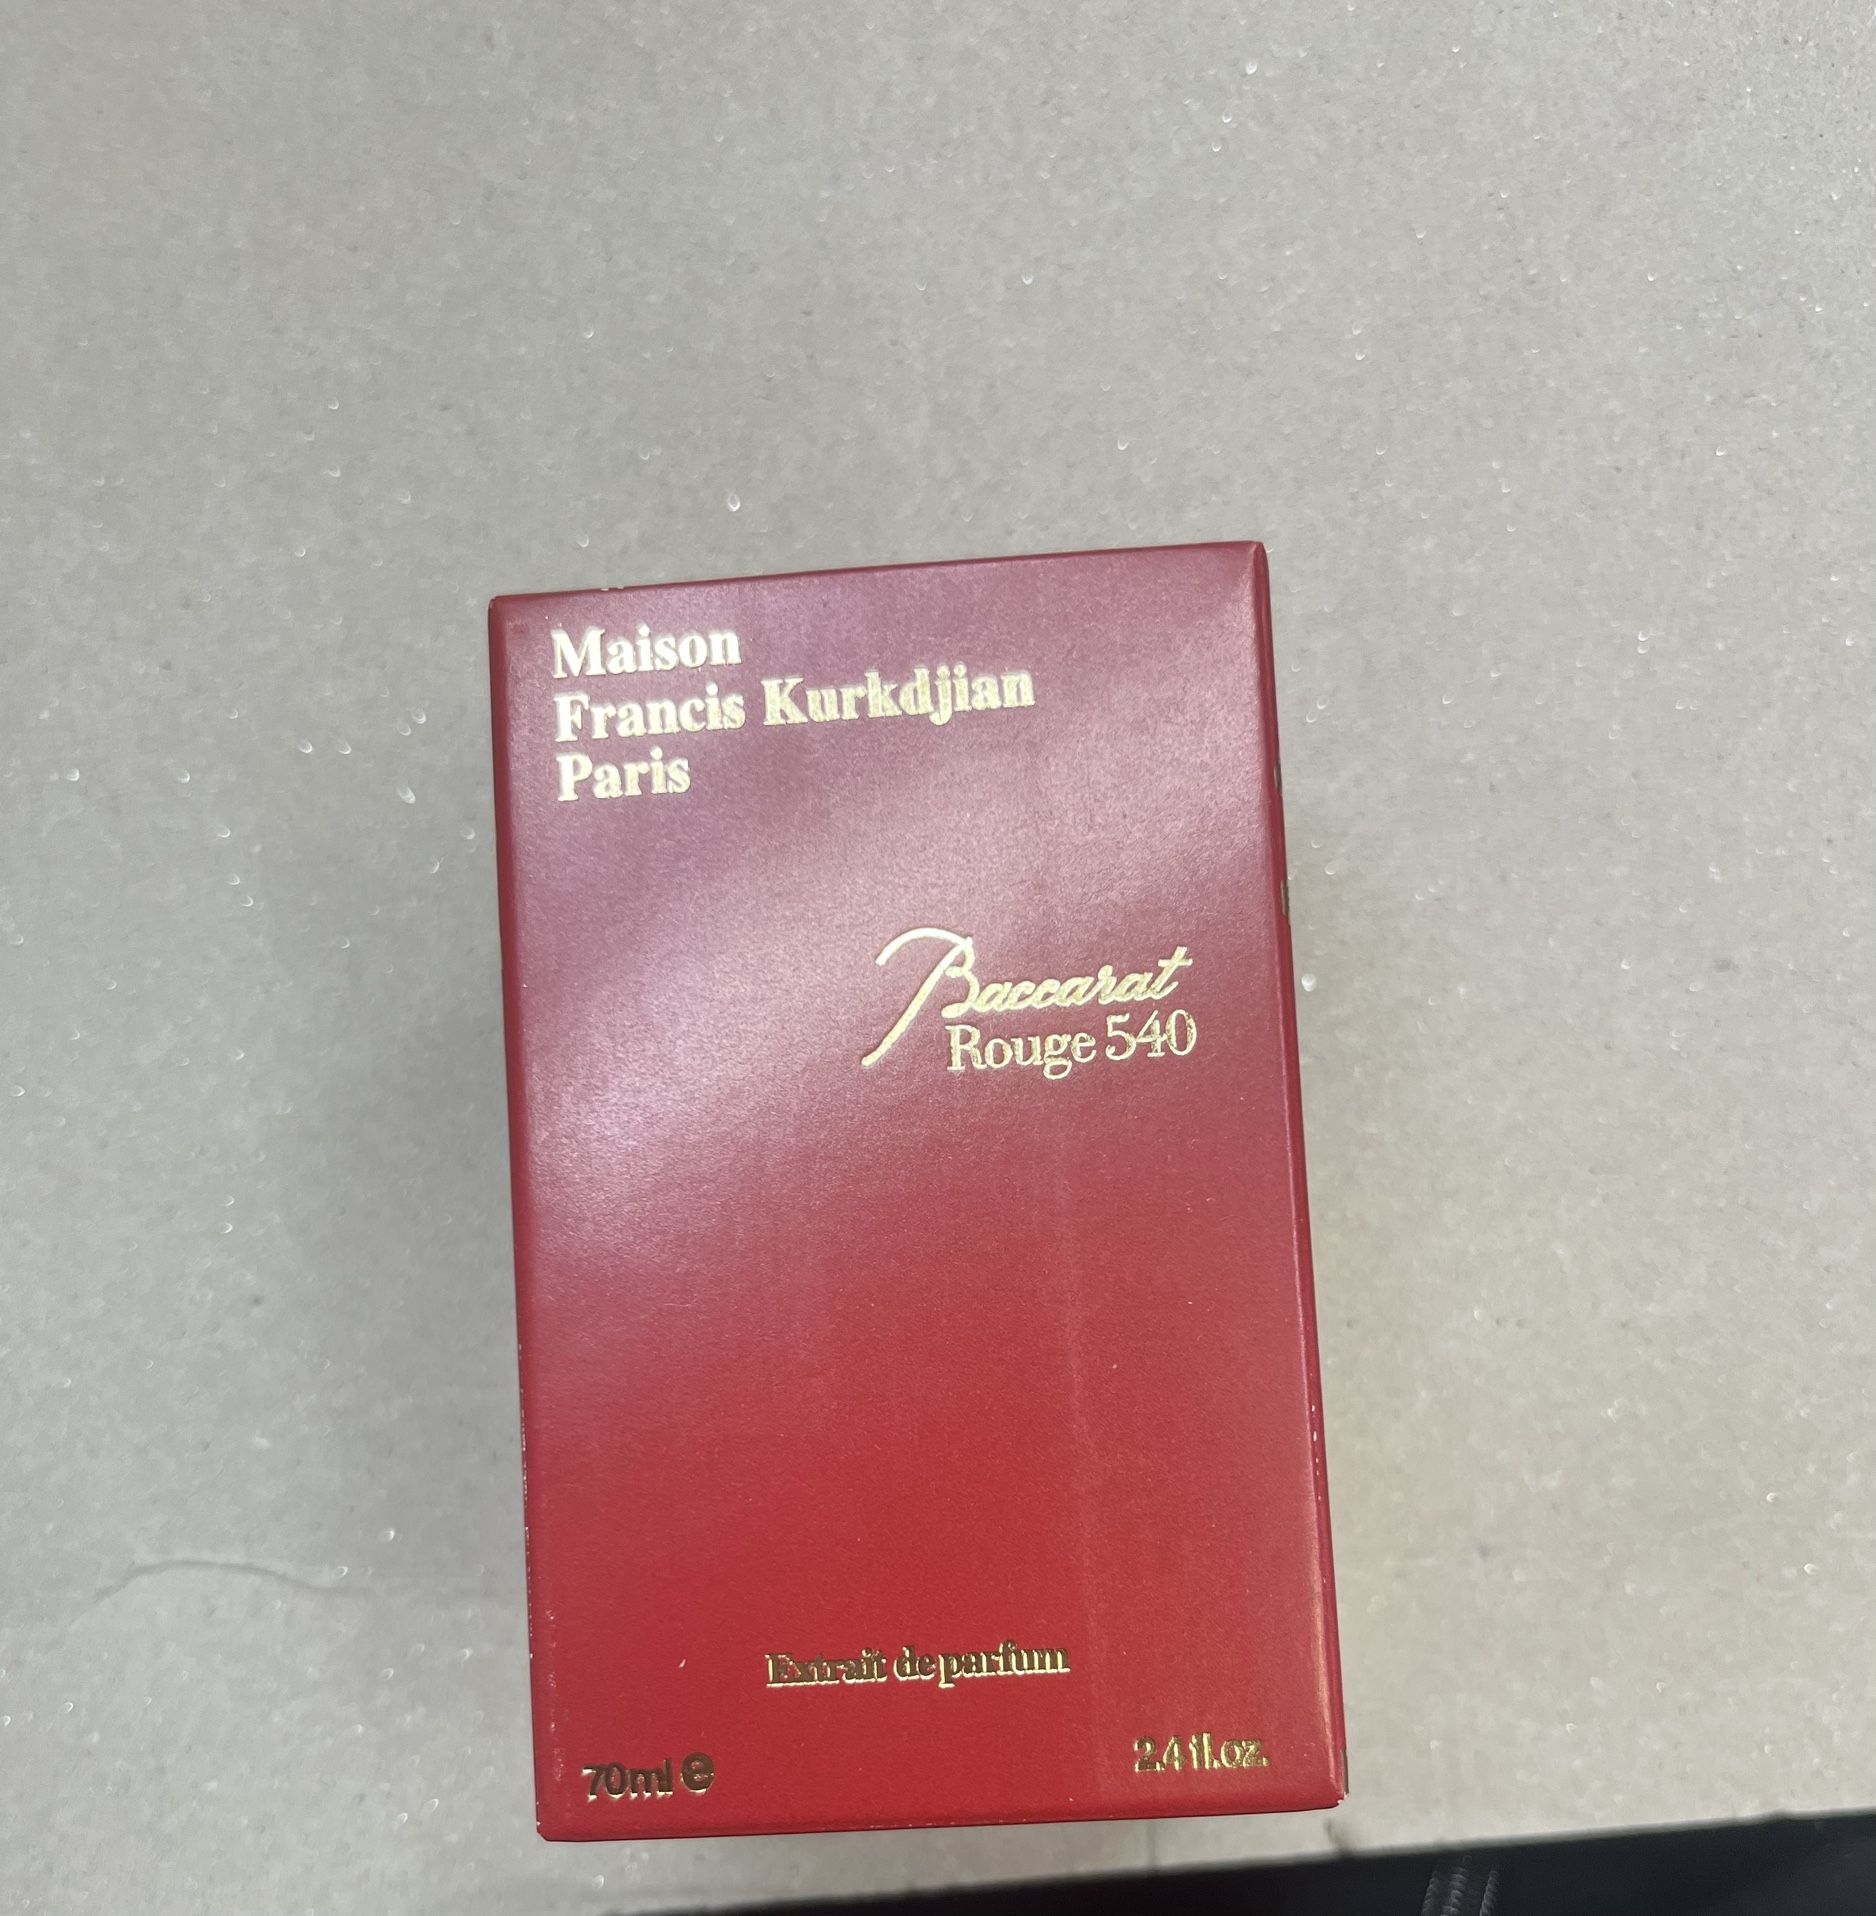 Maison
Francis Kurkdjian
Paris
Baccarat
Rouge 540
Extrait de parfum
70ml ℮
2.4 fl.oz.